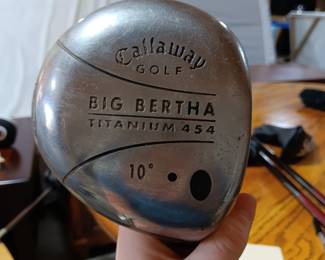 Callaway
GOLF
BIG BERTHA
TITANIUM 454
10°